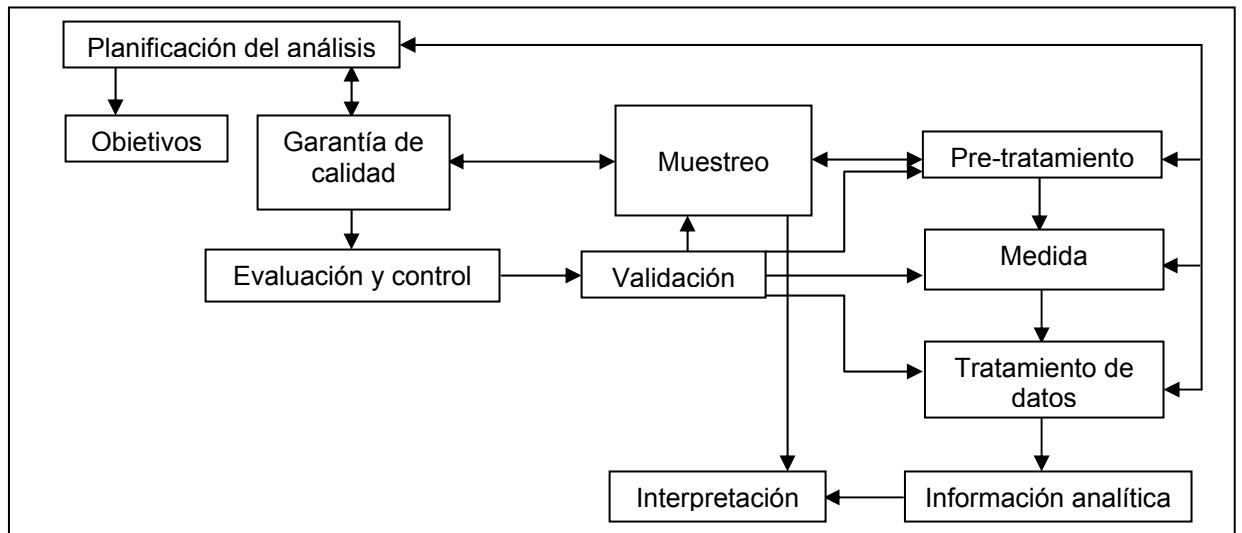 Planificación del análisis
Obietivos
Garantía de
calidad
Muestreo
Pre-tratamiento
Evaluación y control
Validación
Medida
Tratamiento de
datos
Interpretación
Información analítica